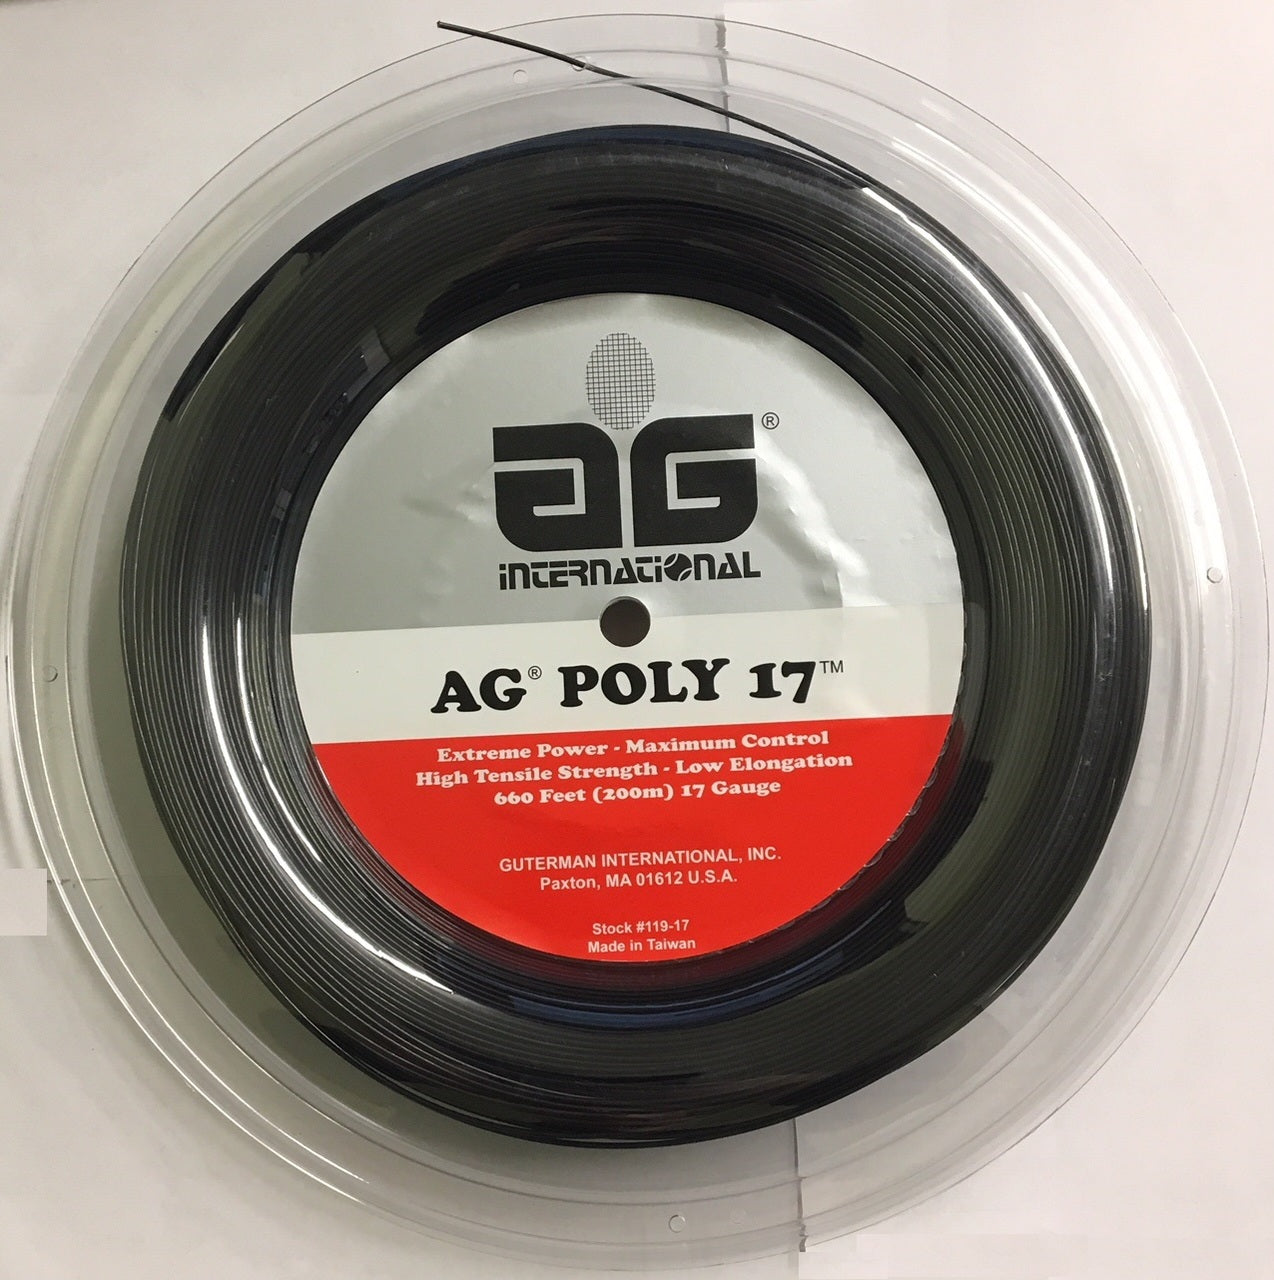 AG®
INTERNATIONAL
AG® POLY 17™
Extreme Power - Maximum Control
High Tensile Strength - Low Elongation
660 Feet (200m) 17 Gauge
GUTERMAN INTERNATIONAL, INC.
Paxton, MA 01612 U.S.A.
Stock #119-17
Made in Taiwan